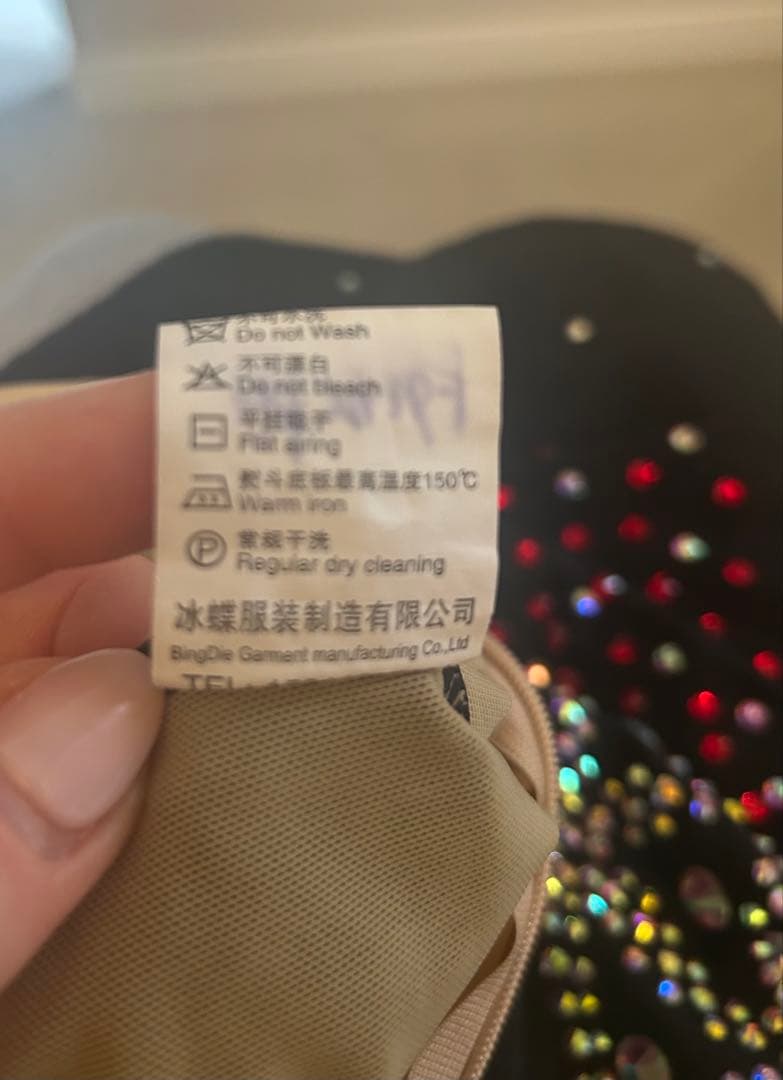 Do not Wash
不可漂白
Do not bleach
平摊晾干
Flat airing
熨斗底板最高温度150℃
Warm iron
P
常规干洗
Regular dry cleaning
冰蝶服装制造有限公司
BingDie Garment manufacturing Co.,Ltd
TEL: